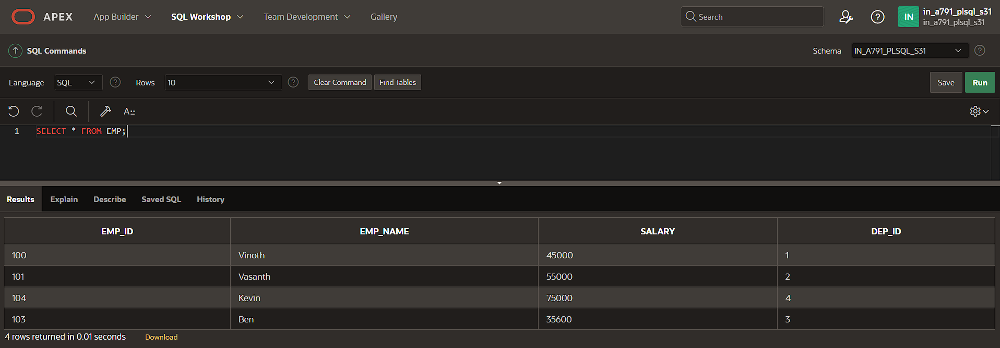 APEX App Builder SQL Workshop Team Development Gallery Search IN in_a791_plsql_s31
in_a791_plsql_s31
SQL Commands Schema IN_A791_PLSQL_S31
Language SQL Rows 10 Clear Command Find Tables Save Run
A::
1 SELECT * FROM EMP;
Results Explain Describe Saved SQL History
EMP_ID EMP_NAME SALARY DEP_ID
100 Vinoth 45000 1
101 Vasanth 55000 2
104 Kevin 75000 4
103 Ben 35600 3
4 rows returned in 0.01 seconds Download